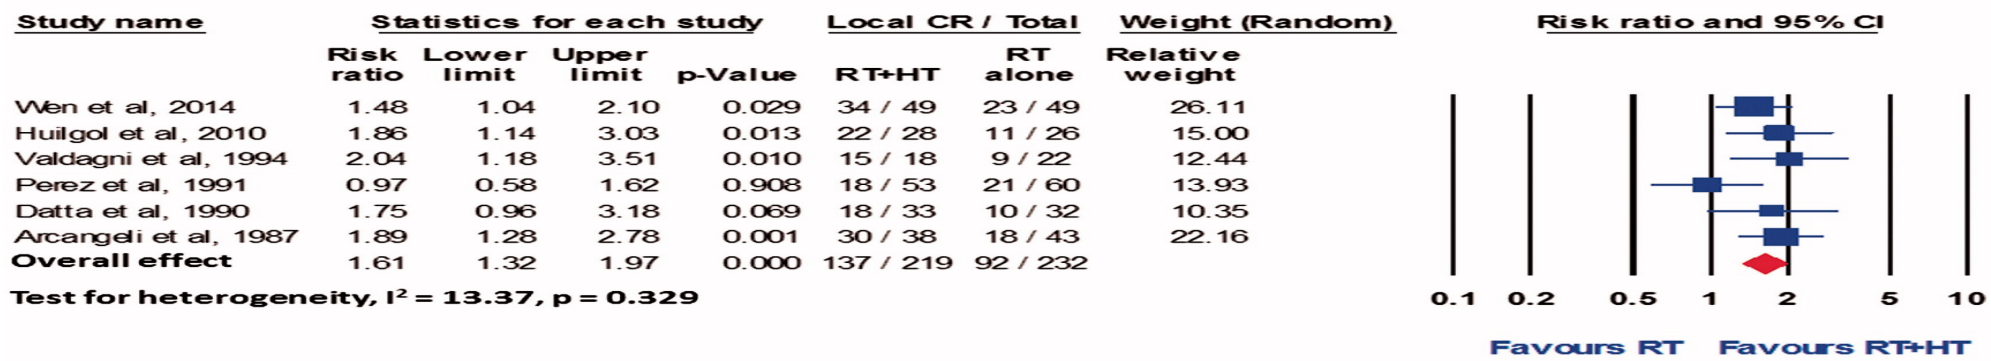 Study name Statistics for each study Local CR / Total Weight (Random) Risk ratio and 95% CI
Risk Lower Upper RT Relative
ratio limit limit p-Value RT+HT alone weight
Wen et al, 2014 1.48 1.04 2.10 0.029 34 / 49 23 / 49 26.11
Huilgol et al, 2010 1.86 1.14 3.03 0.013 22 / 28 11 / 26 15.00
Valdagni et al, 1994 2.04 1.18 3.51 0.010 15 / 18 9 / 22 12.44
Perez et al, 1991 0.97 0.58 1.62 0.908 18 / 53 21 / 60 13.93
Datta et al, 1990 1.75 0.96 3.18 0.069 18 / 33 10 / 32 10.35
Arcangeli et al, 1987 1.89 1.28 2.78 0.001 30 / 38 18 / 43 22.16
Overall effect 1.61 1.32 1.97 0.000 137 / 219 92 / 232
Test for heterogeneity, I² = 13.37, p = 0.329 0.1 0.2 0.5 1 2 5 10
Favours RT Favours RT+HT